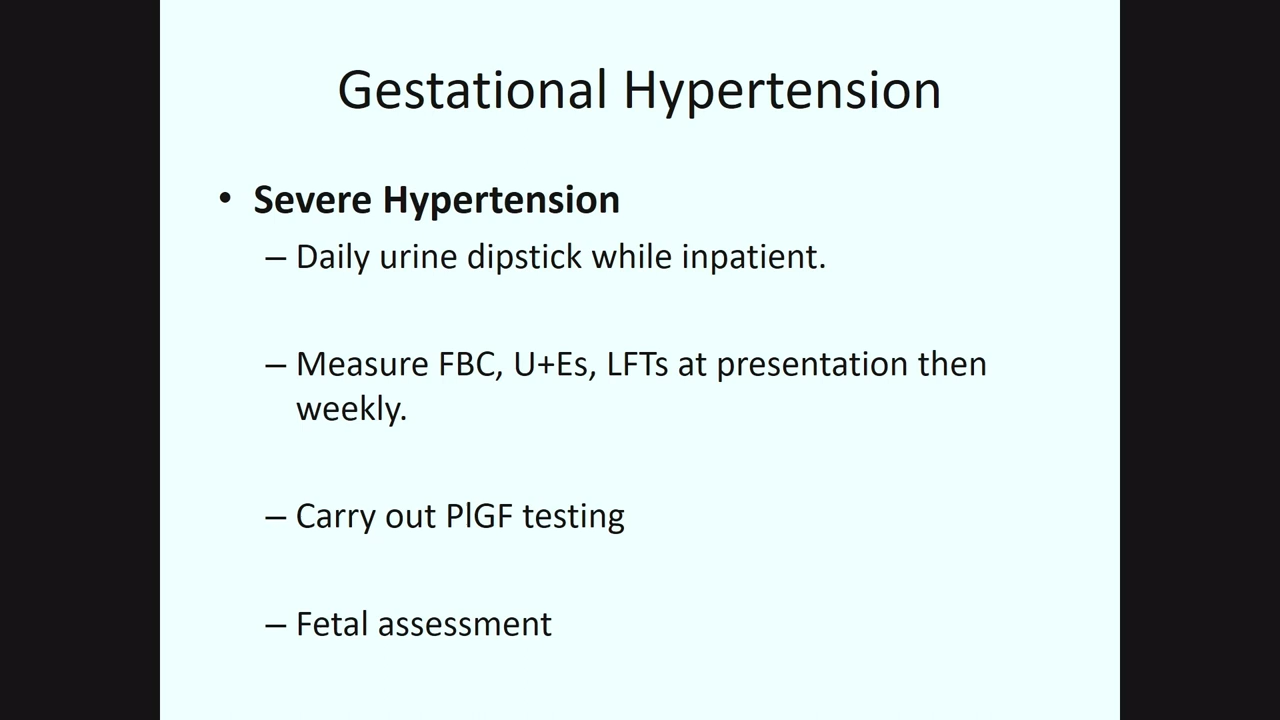 Gestational Hypertension
• Severe Hypertension
– Daily urine dipstick while inpatient.
– Measure FBC, U+Es, LFTs at presentation then
weekly.
– Carry out PlGF testing
– Fetal assessment